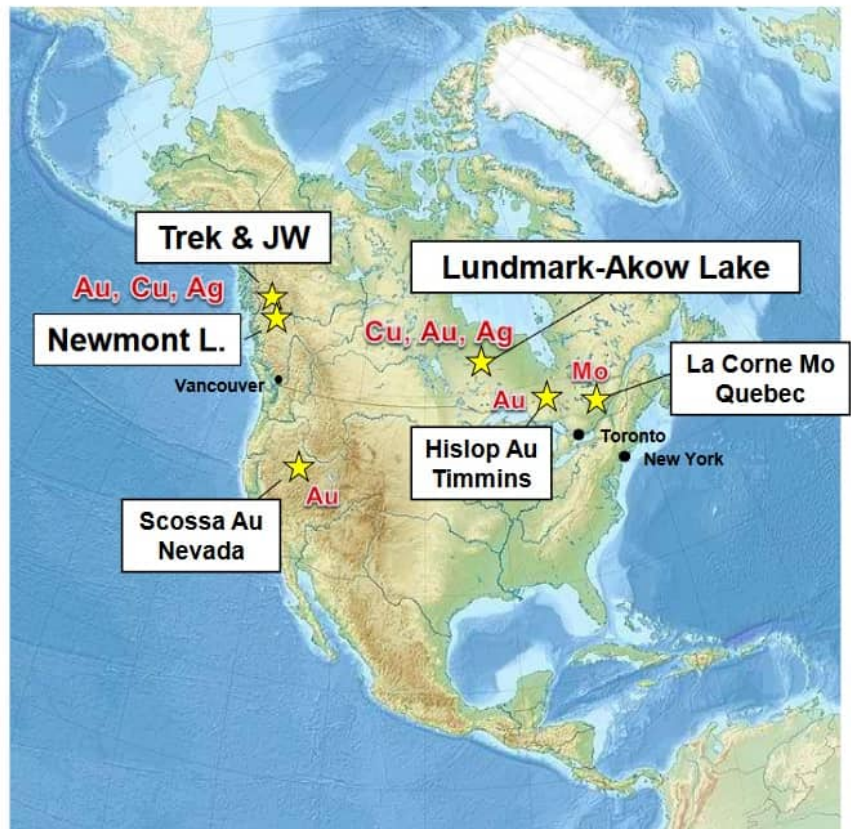 Trek & JW
Au, Cu, Ag
Newmont L.
Vancouver
Lundmark-Akow Lake
Cu, Au, Ag
Mo
Au
La Corne Mo
Quebec
Hislop Au
Timmins
Toronto
New York
Au
Scossa Au
Nevada